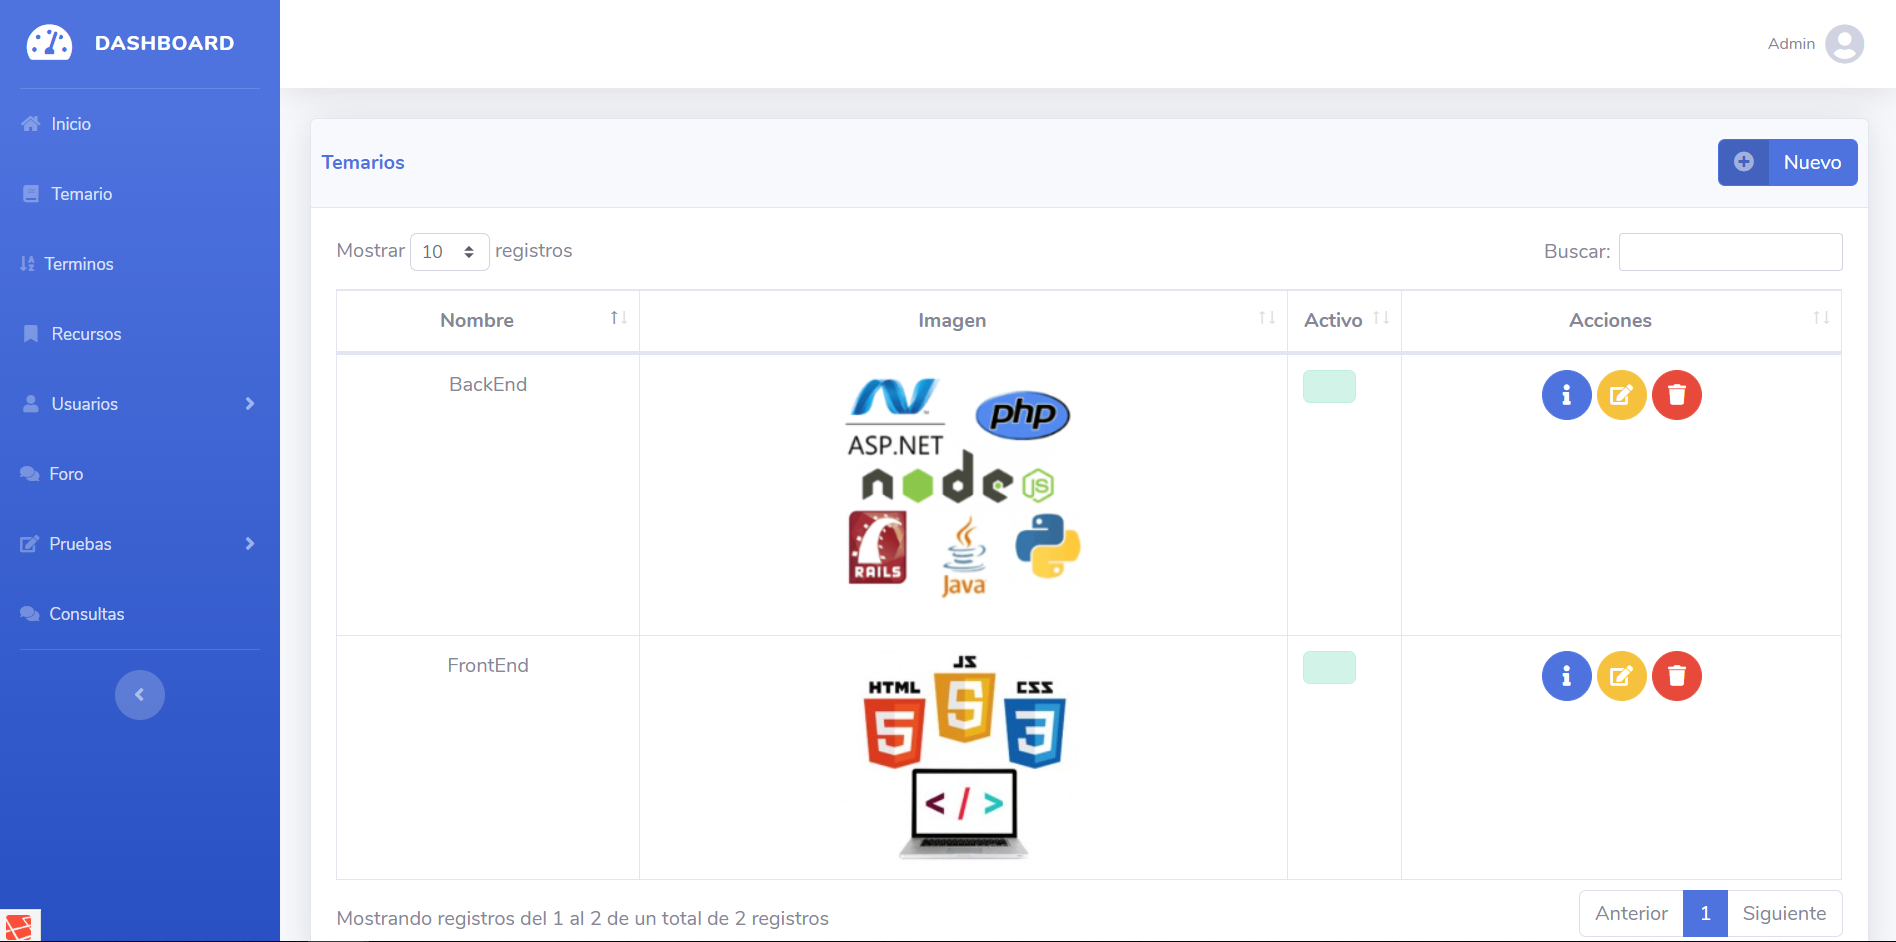 DASHBOARD
Admin
Inicio
Temario
Terminos
Recursos
Usuarios
Foro
Pruebas
Consultas
Temarios
Nuevo
Mostrar 10 registros
Buscar:
Nombre Imagen Activo Acciones
BackEnd
ASP.NET
php
node
JS
RAILS
Java
FrontEnd
JS
HTML CSS
5 5 3
</>
Mostrando registros del 1 al 2 de un total de 2 registros
Anterior 1 Siguiente